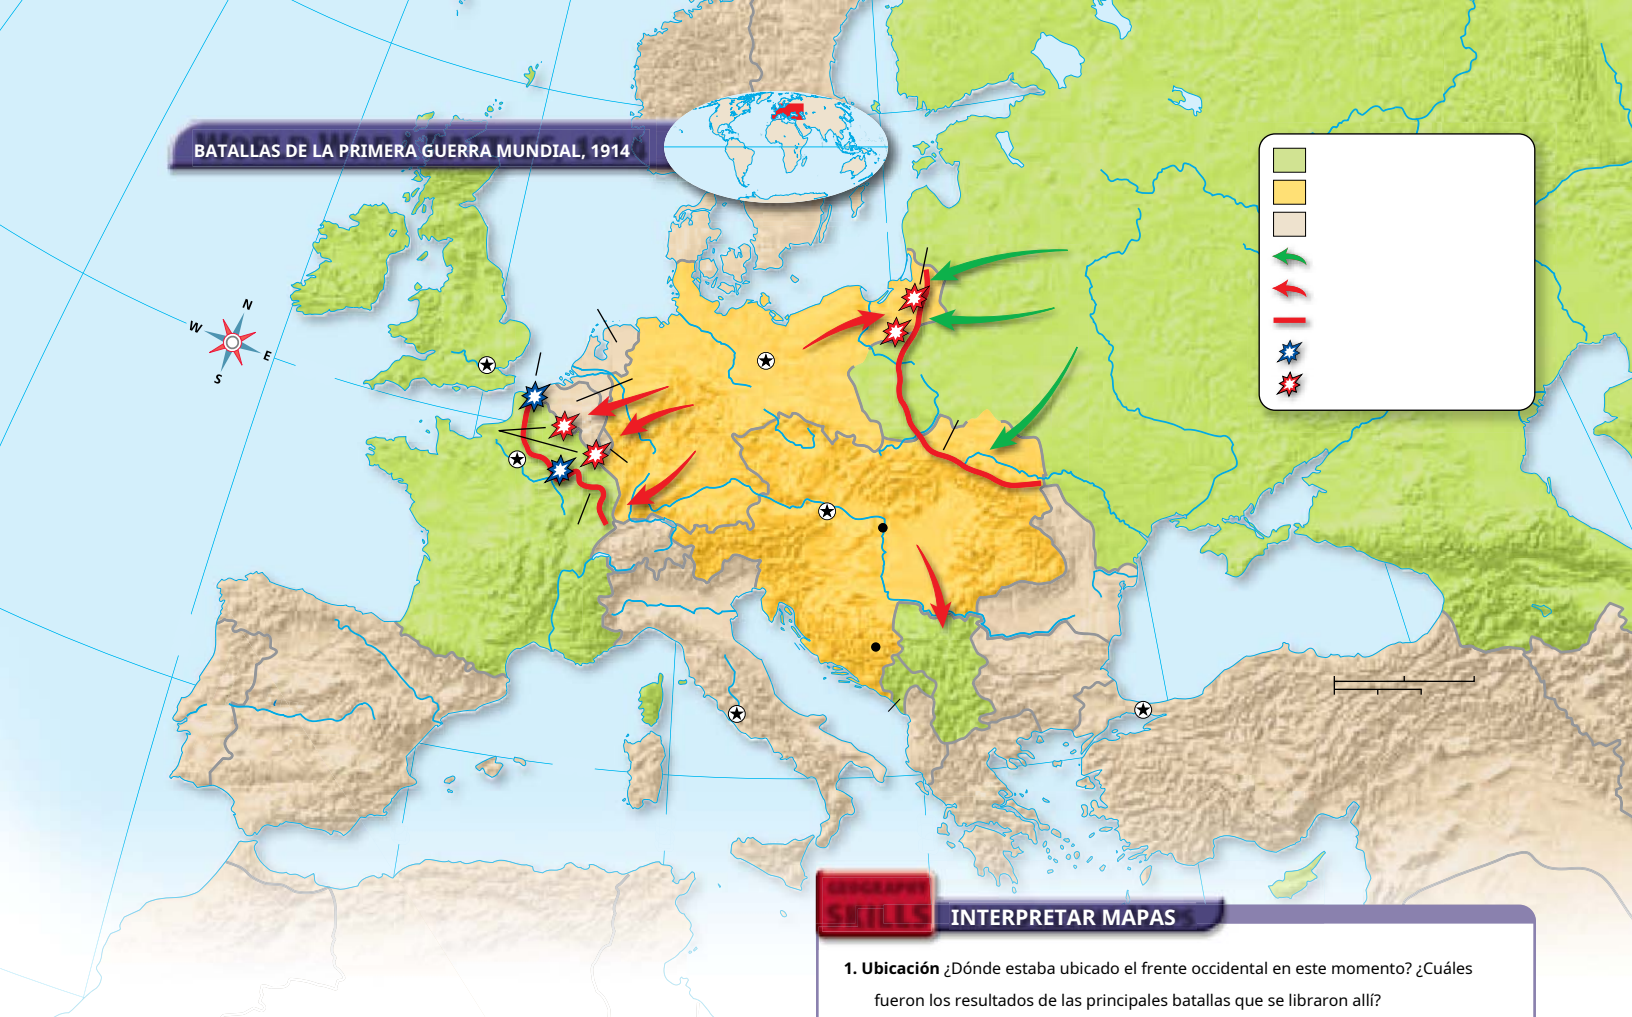 BATALLAS DE LA PRIMERA GUERRA MUNDIAL, 1914
N
W
E
S
SKILLS
INTERPRETAR MAPAS
1. Ubicación ¿Dónde estaba ubicado el frente occidental en este momento? ¿Cuáles
fueron los resultados de las principales batallas que se libraron allí?